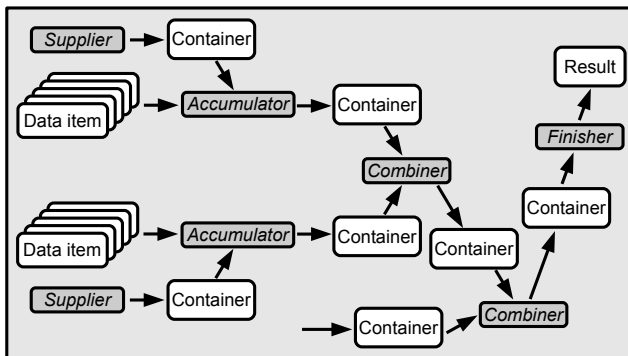 Supplier
Container
Data item
Accumulator
Container
Combiner
Data item
Accumulator
Container
Supplier
Container
Container
Container
Combiner
Container
Finisher
Result